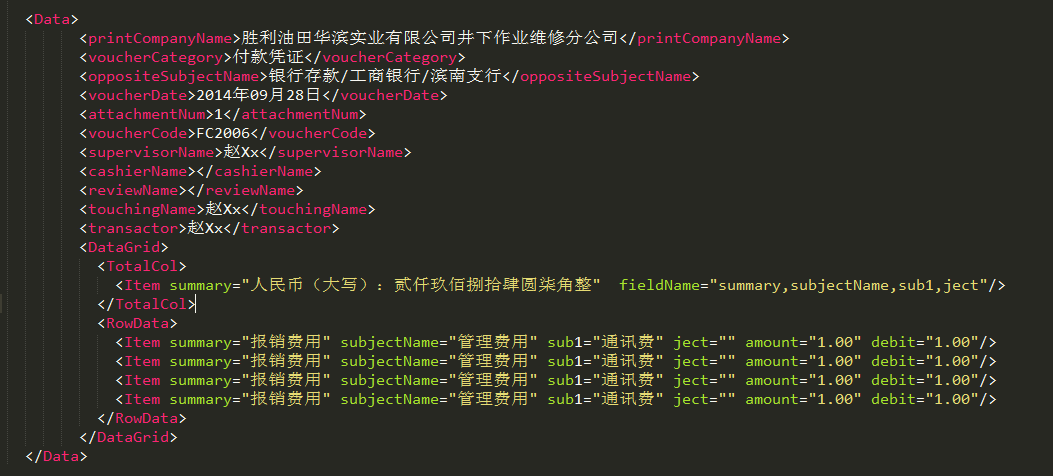 <Data>
<printCompanyName>胜利油田华滨实业有限公司井下作业维修分公司</printCompanyName>
<voucherCategory>付款凭证</voucherCategory>
<oppositeSubjectName>银行存款/工商银行/滨南支行</oppositeSubjectName>
<voucherDate>2014年09月28日</voucherDate>
<attachmentNum>1</attachmentNum>
<voucherCode>FC2006</voucherCode>
<supervisorName>赵Xx</supervisorName>
<cashierName></cashierName>
<reviewName></reviewName>
<touchingName>赵Xx</touchingName>
<transactor>赵Xx</transactor>
<DataGrid>
<TotalCol>
<Item summary="人民币（大写）：贰仟玖佰捌拾肆圆柒角整"  fieldName="summary,subjectName,sub1,ject"/>
</TotalCol>
<RowData>
<Item summary="报销费用" subjectName="管理费用" sub1="通讯费" ject="" amount="1.00" debit="1.00"/>
<Item summary="报销费用" subjectName="管理费用" sub1="通讯费" ject="" amount="1.00" debit="1.00"/>
<Item summary="报销费用" subjectName="管理费用" sub1="通讯费" ject="" amount="1.00" debit="1.00"/>
<Item summary="报销费用" subjectName="管理费用" sub1="通讯费" ject="" amount="1.00" debit="1.00"/>
</RowData>
</DataGrid>
</Data>